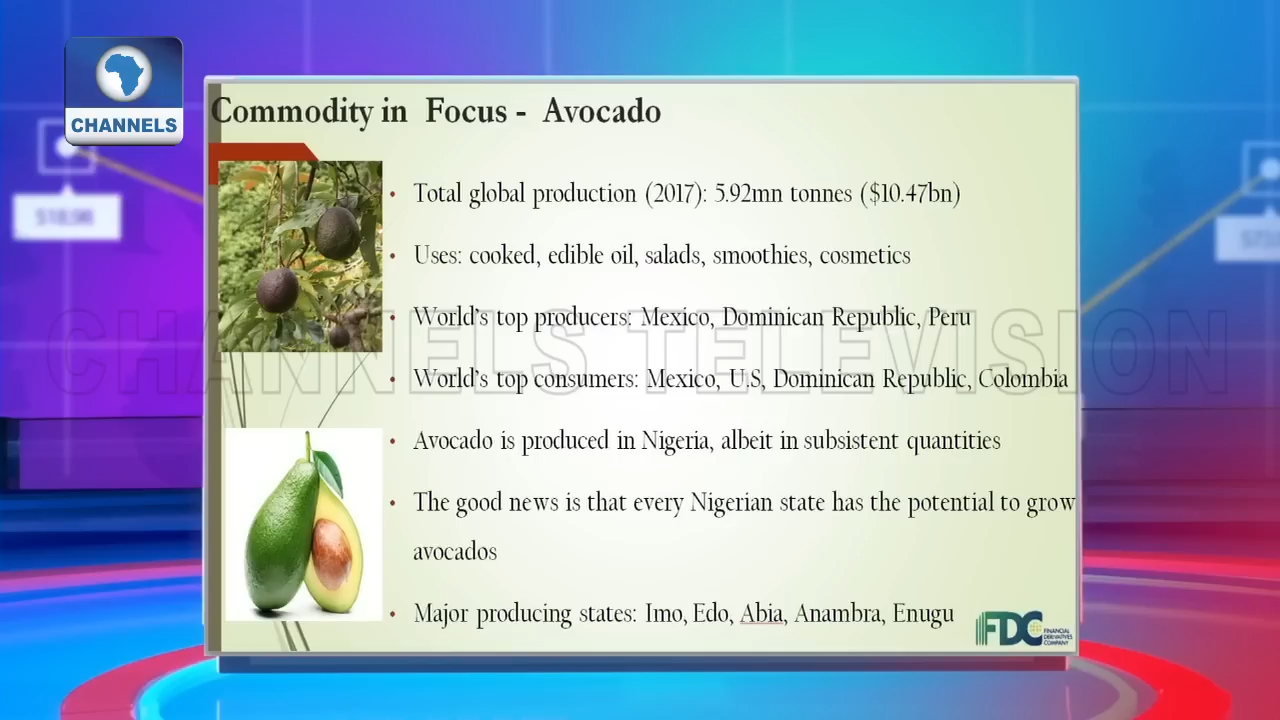 CHANNELS
Commodity in Focus - Avocado
• Total global production (2017): 5.92mn tonnes ($10.47bn)
• Uses: cooked, edible oil, salads, smoothies, cosmetics
• World's top producers: Mexico, Dominican Republic, Peru
CHANNELS TELEVISION
• World's top consumers: Mexico, U.S, Dominican Republic, Colombia
• Avocado is produced in Nigeria, albeit in subsistent quantities
• The good news is that every Nigerian state has the potential to grow
avocados
• Major producing states: Imo, Edo, Abia, Anambra, Enugu
FDC
FINANCIAL
DERIVATIVES
COMPANY